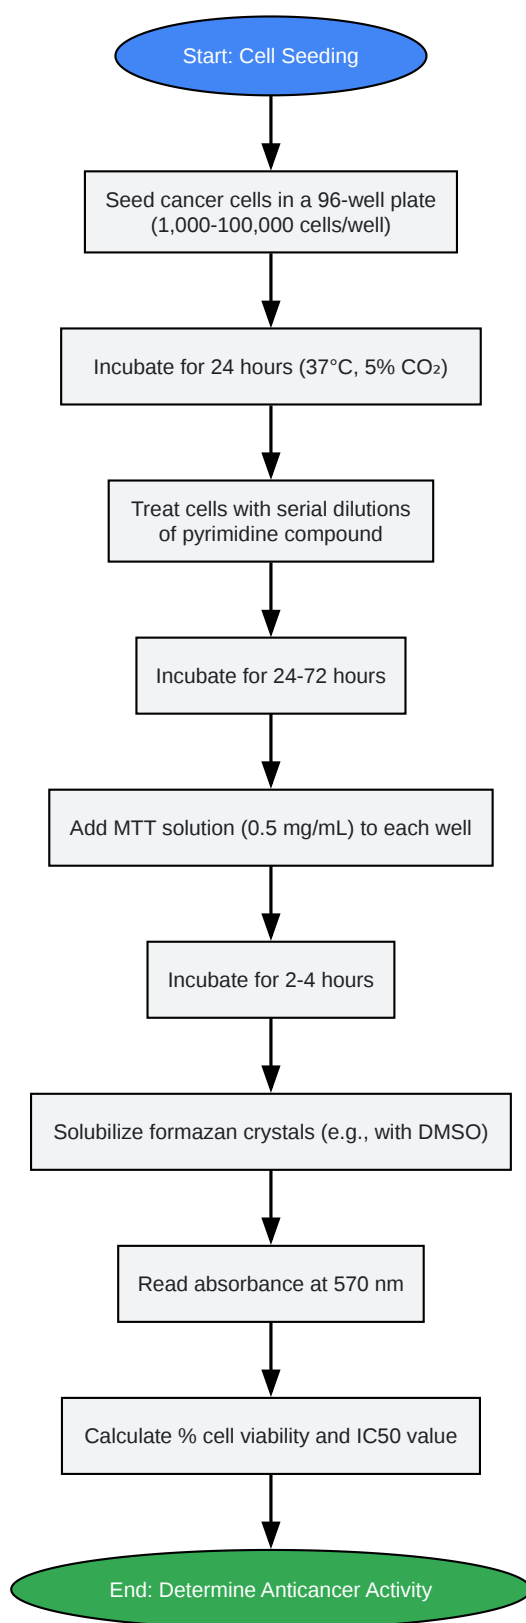 Start: Cell Seeding
Seed cancer cells in a 96-well plate
(1,000-100,000 cells/well)
Incubate for 24 hours (37°C, 5% CO₂)
Treat cells with serial dilutions
of pyrimidine compound
Incubate for 24-72 hours
Add MTT solution (0.5 mg/mL) to each well
Incubate for 2-4 hours
Solubilize formazan crystals (e.g., with DMSO)
Read absorbance at 570 nm
Calculate % cell viability and IC50 value
End: Determine Anticancer Activity